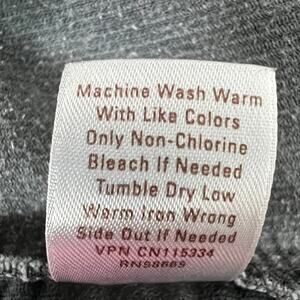 Machine Wash Warm
With Like Colors
Only Non-Chlorine
Bleach If Needed
Tumble Dry Low
Warm Iron Wrong
Side Out If Needed
VPN CN115334